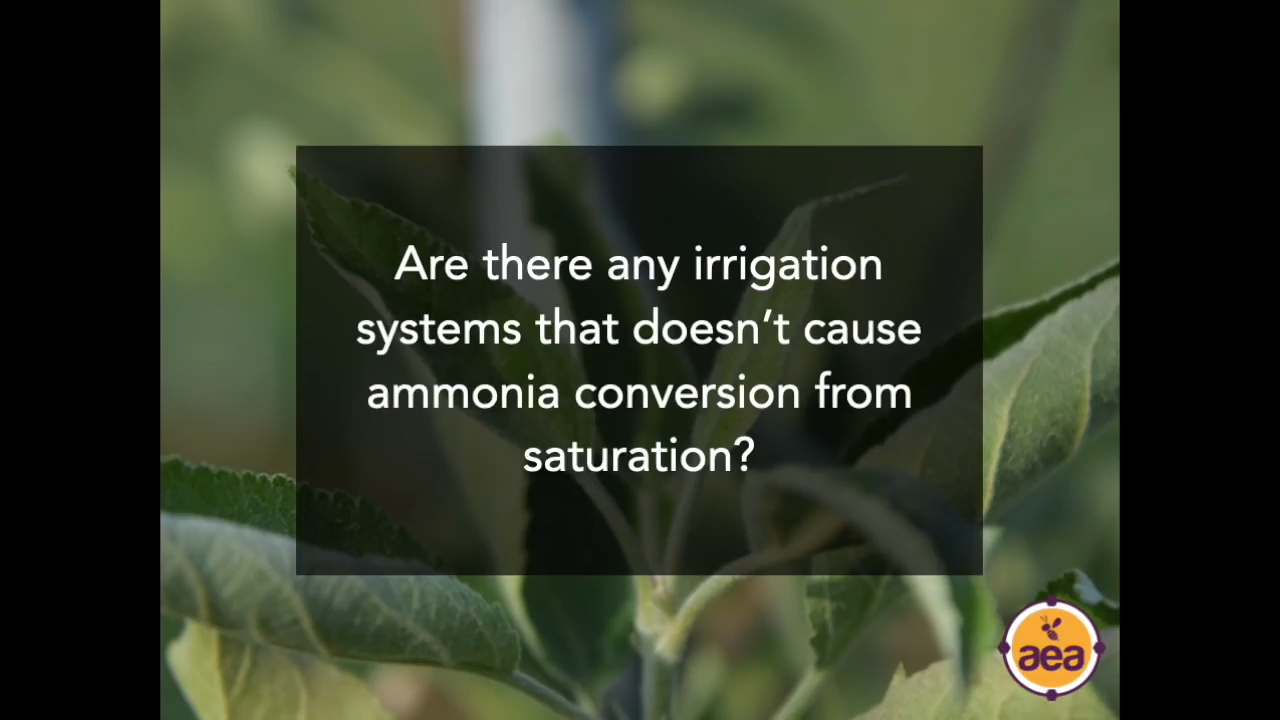 Are there any irrigation
systems that doesn’t cause
ammonia conversion from
saturation?
aea